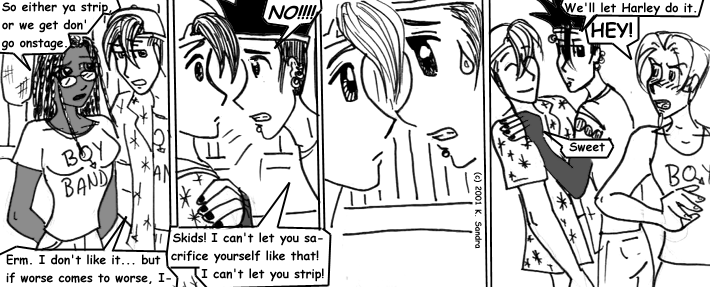 So either ya strip,
or we get don'
go onstage.
BOY
BAND
Erm. I don't like it... but
if worse comes to worse, I-
NO!!!!
Skids! I can't let you sa-
crifice yourself like that!
I can't let you strip!
(c) 2001 K. Sandra
We'll let Harley do it.
HEY!
Sweet
BOY